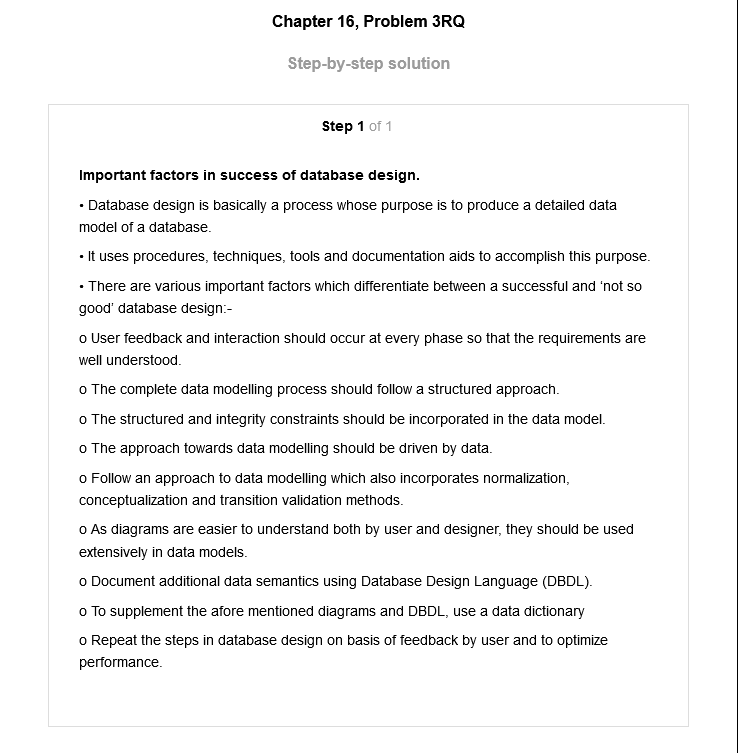 Chapter 16, Problem 3RQ
Step-by-step solution
Step 1 of 1
Important factors in success of database design.
• Database design is basically a process whose purpose is to produce a detailed data
model of a database.
• It uses procedures, techniques, tools and documentation aids to accomplish this purpose.
• There are various important factors which differentiate between a successful and ‘not so
good’ database design:-
o User feedback and interaction should occur at every phase so that the requirements are
well understood.
o The complete data modelling process should follow a structured approach.
o The structured and integrity constraints should be incorporated in the data model.
o The approach towards data modelling should be driven by data.
o Follow an approach to data modelling which also incorporates normalization,
conceptualization and transition validation methods.
o As diagrams are easier to understand both by user and designer, they should be used
extensively in data models.
o Document additional data semantics using Database Design Language (DBDL).
o To supplement the afore mentioned diagrams and DBDL, use a data dictionary
o Repeat the steps in database design on basis of feedback by user and to optimize
performance.